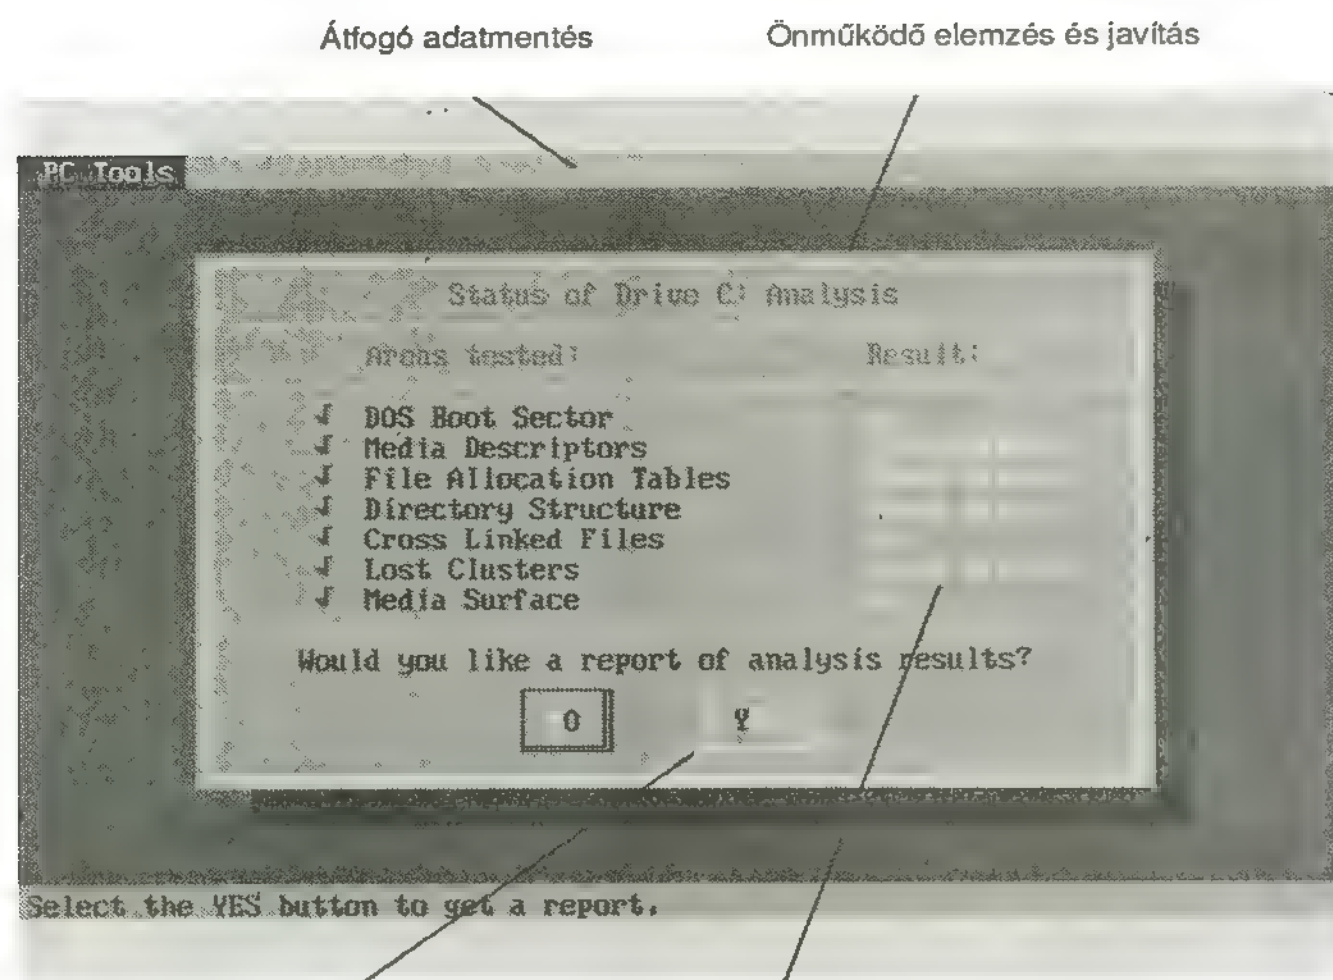 Átfogó adatmentés
Önműködő elemzés és javítás
PC Tools
Status of Drive C: Analysis
Areas tested:
Result:
√ DOS Boot Sector
√ Media Descriptors
√ File Allocation Tables
√ Directory Structure
√ Cross Linked Files
√ Lost Clusters
√ Media Surface
Would you like a report of analysis results?
O
Y
Select the YES button to get a report.